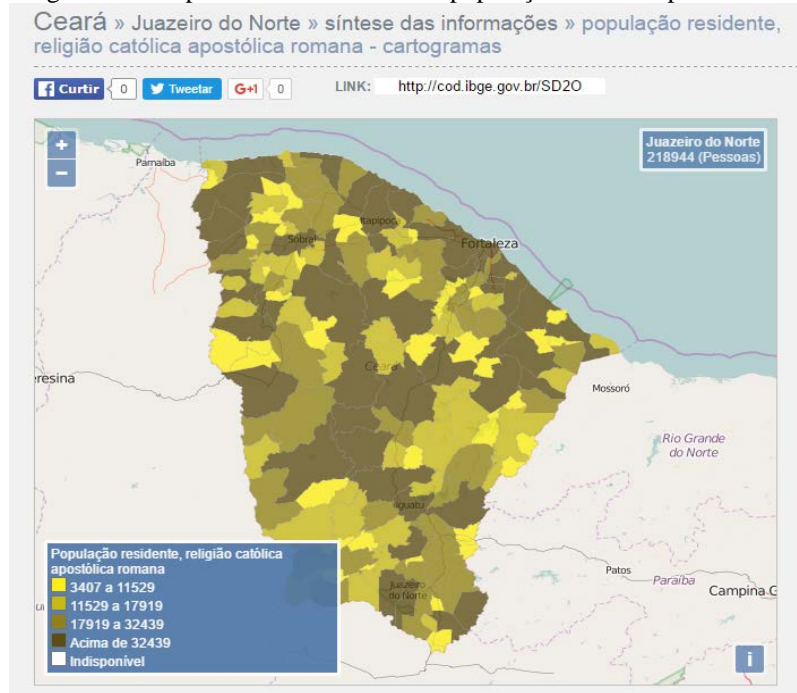 Ceará » Juazeiro do Norte » síntese das informações » população residente,
religião católica apostólica romana - cartogramas
Curtir 0 Tweetar G+1 0 LINK: http://cod.ibge.gov.br/SD2O
+
−
Juazeiro do Norte
218944 (Pessoas)
Parnaíba
Itapipoca
Sobral
Fortaleza
Ceará
eresina
Mossoró
Rio Grande
do Norte
Iguatu
População residente, religião católica
apostólica romana
3407 a 11529
11529 a 17919
17919 a 32439
Acima de 32439
Indisponível
Juazeiro
do Norte
Patos
Paraíba
Campina G
i